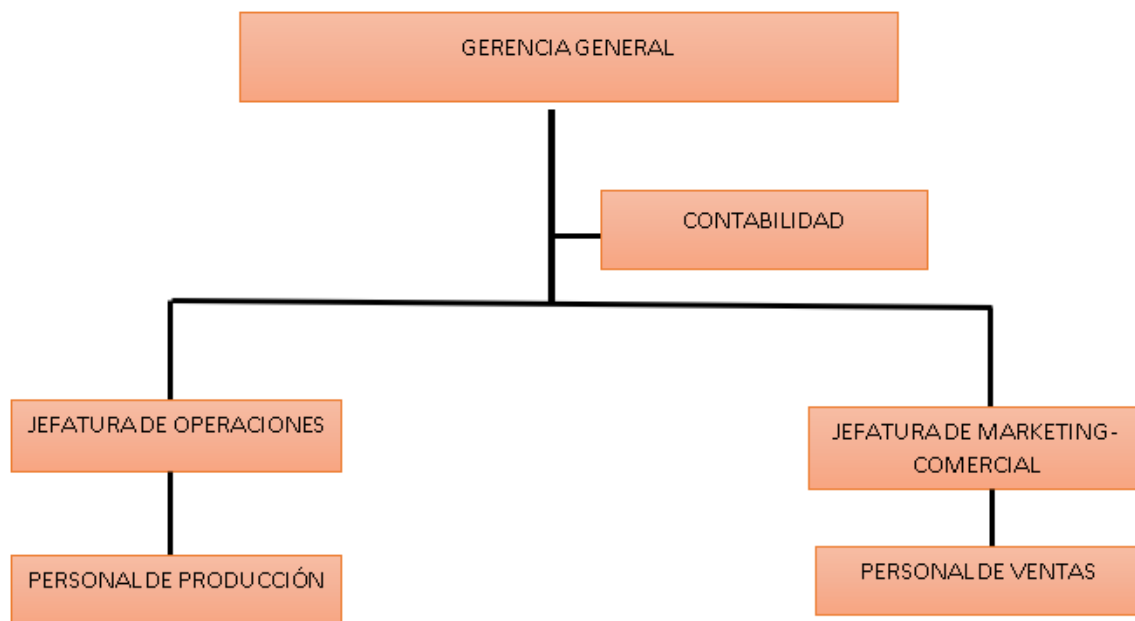 GERENCIA GENERAL
CONTABILIDAD
JEFATURA DE OPERACIONES
JEFATURA DE MARKETING-
COMERCIAL
PERSONAL DE PRODUCCIÓN
PERSONAL DE VENTAS